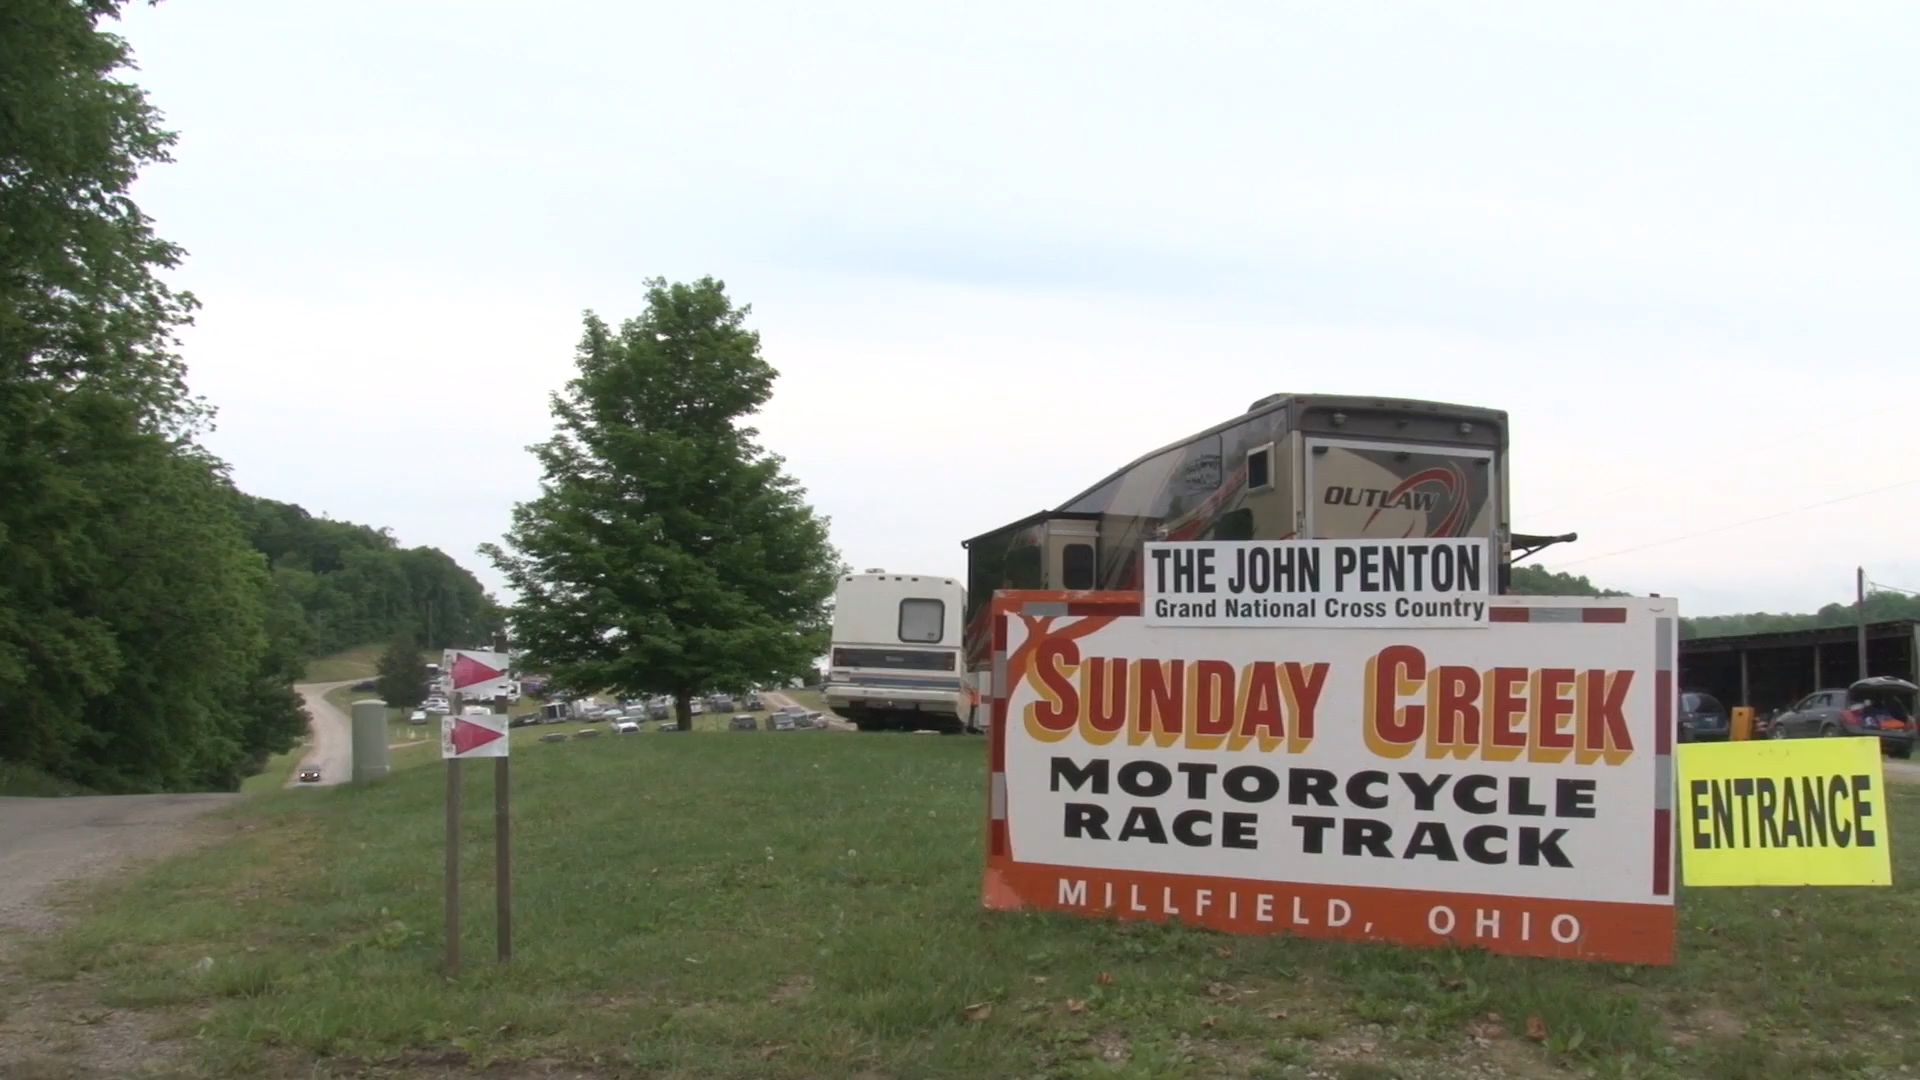 OUTLAW
THE JOHN PENTON
Grand National Cross Country
SUNDAY CREEK
MOTORCYCLE
RACE TRACK
MILLFIELD, OHIO
ENTRANCE